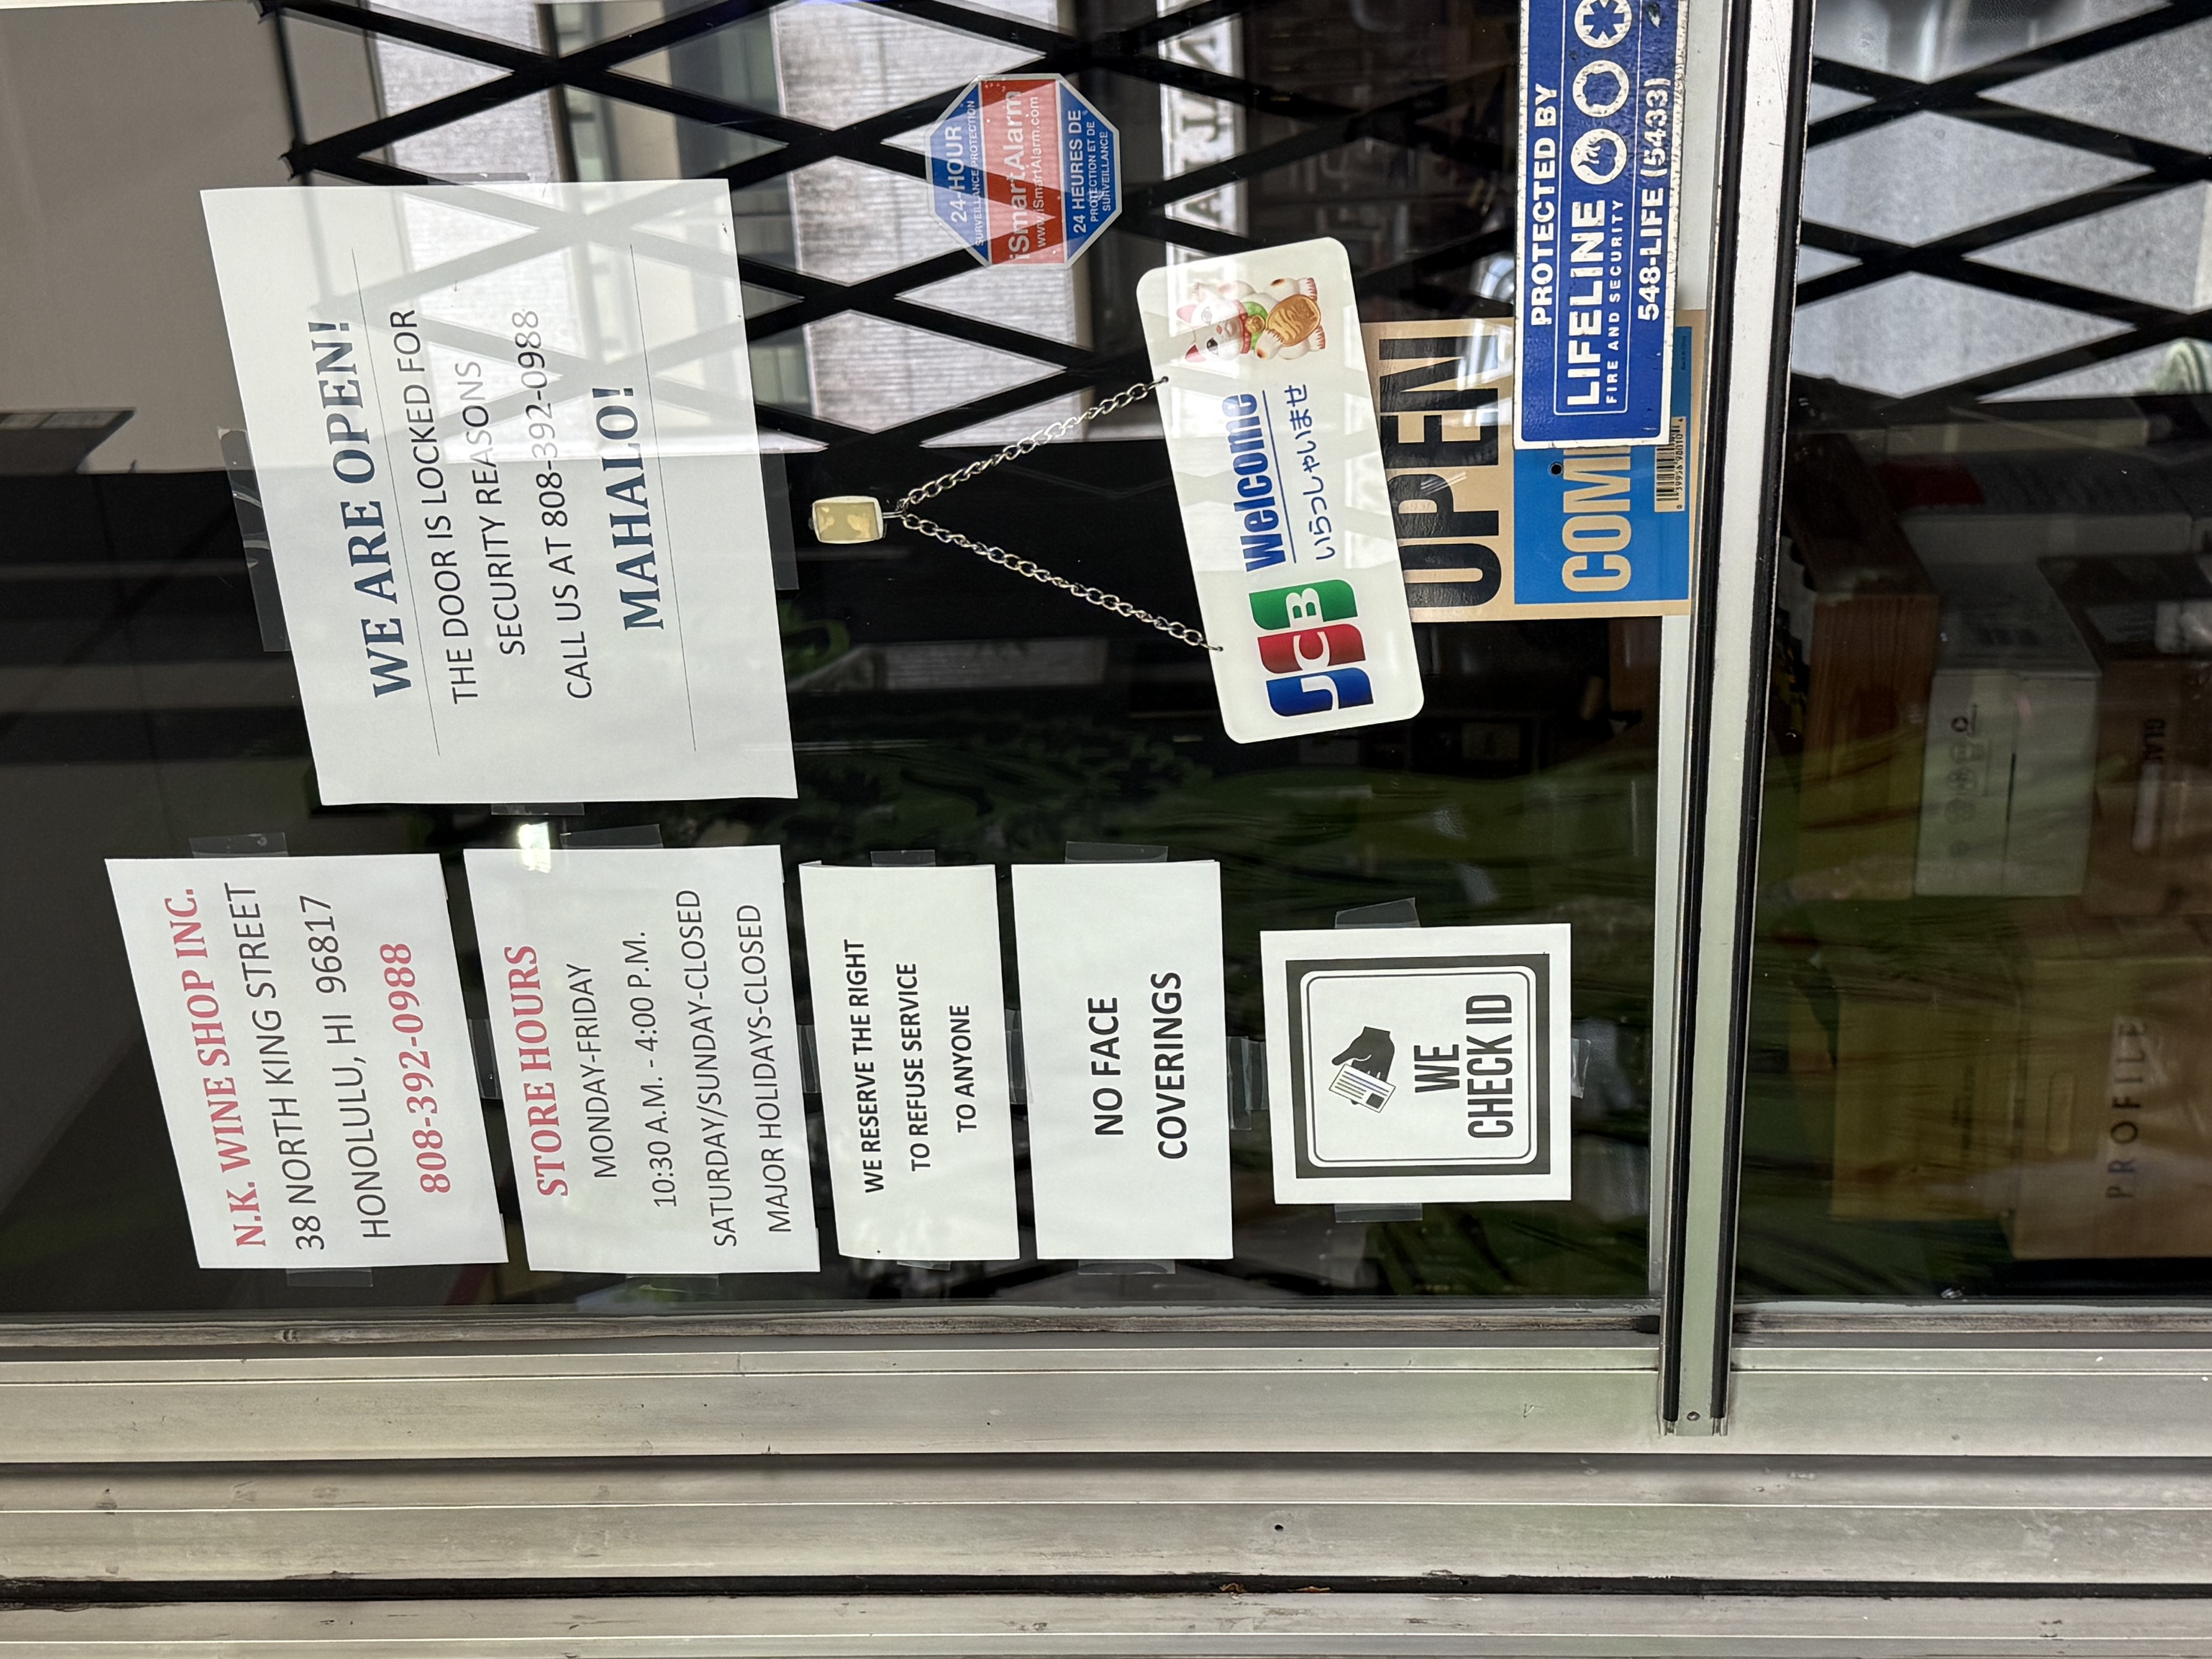 N.K. WINE SHOP INC.
38 NORTH KING STREET
HONOLULU, HI 96817
808-392-0988
STORE HOURS
MONDAY-FRIDAY
10:30 A.M. - 4:00 P.M.
SATURDAY/SUNDAY-CLOSED
MAJOR HOLIDAYS-CLOSED
WE RESERVE THE RIGHT
TO REFUSE SERVICE
TO ANYONE
NO FACE
COVERINGS
WE
CHECK ID
WE ARE OPEN!
THE DOOR IS LOCKED FOR
SECURITY REASONS
CALL US AT 808-392-0988
MAHALO!
24-HOUR
SURVEILLANCE PROTECTION
iSmartAlarm
www.iSmartAlarm.com
24 HEURES DE
PROTECTION ET DE
SURVEILLANCE
JCB
Welcome
いらっしゃいませ
OPEN
COM
PROTECTED BY
LIFELINE
FIRE AND SECURITY
548-LIFE (5433)
PROFILE